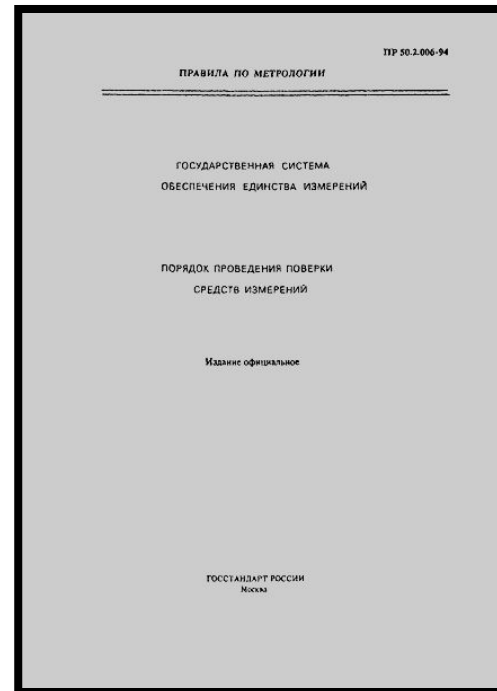 ПР 50.2.006-94
ПРАВИЛА ПО МЕТРОЛОГИИ
ГОСУДАРСТВЕННАЯ СИСТЕМА
ОБЕСПЕЧЕНИЯ ЕДИНСТВА ИЗМЕРЕНИЙ
ПОРЯДОК ПРОВЕДЕНИЯ ПОВЕРКИ
СРЕДСТВ ИЗМЕРЕНИЙ
Издание официальное
ГОССТАНДАРТ РОССИИ
Москва